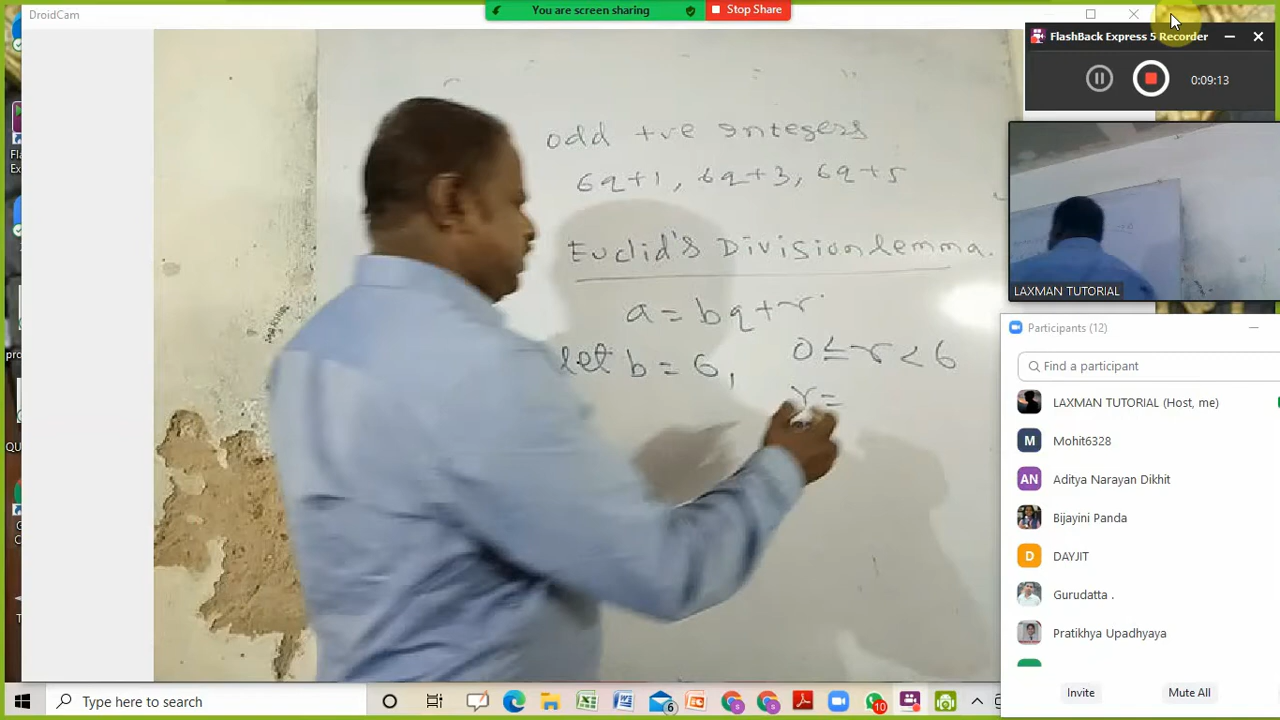 DroidCam
You are screen sharing
Stop Share
FlashBack Express 5 Recorder
0:09:13
odd +ve integers
6q+1, 6q+3, 6q+5
Euclid's Division lemma.
a = bq+r
let b = 6, 0 ≤ r < 6
r =
LAXMAN TUTORIAL
Participants (12)
Find a participant
LAXMAN TUTORIAL (Host, me)
M Mohit6328
AN Aditya Narayan Dikhit
Bijayini Panda
D DAYJIT
Gurudatta .
Pratikhya Upadhyaya
Invite
Mute All
Type here to search
6
10